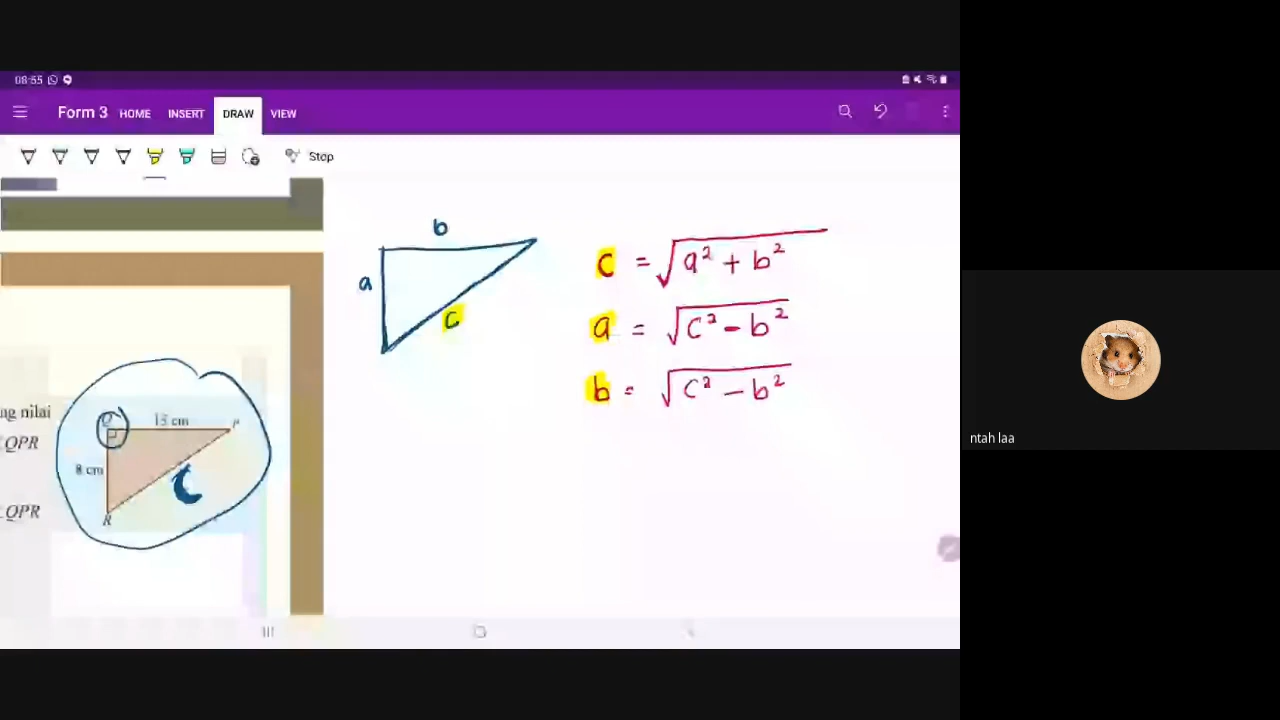 08:55
Form 3 HOME INSERT DRAW VIEW
Stop
b
a
c
c = √a² + b²
a = √c² - b²
b = √c² - b²
ng nilai
QPR
QPR
Q
15 cm
P
8 cm
C
R
ntah laa